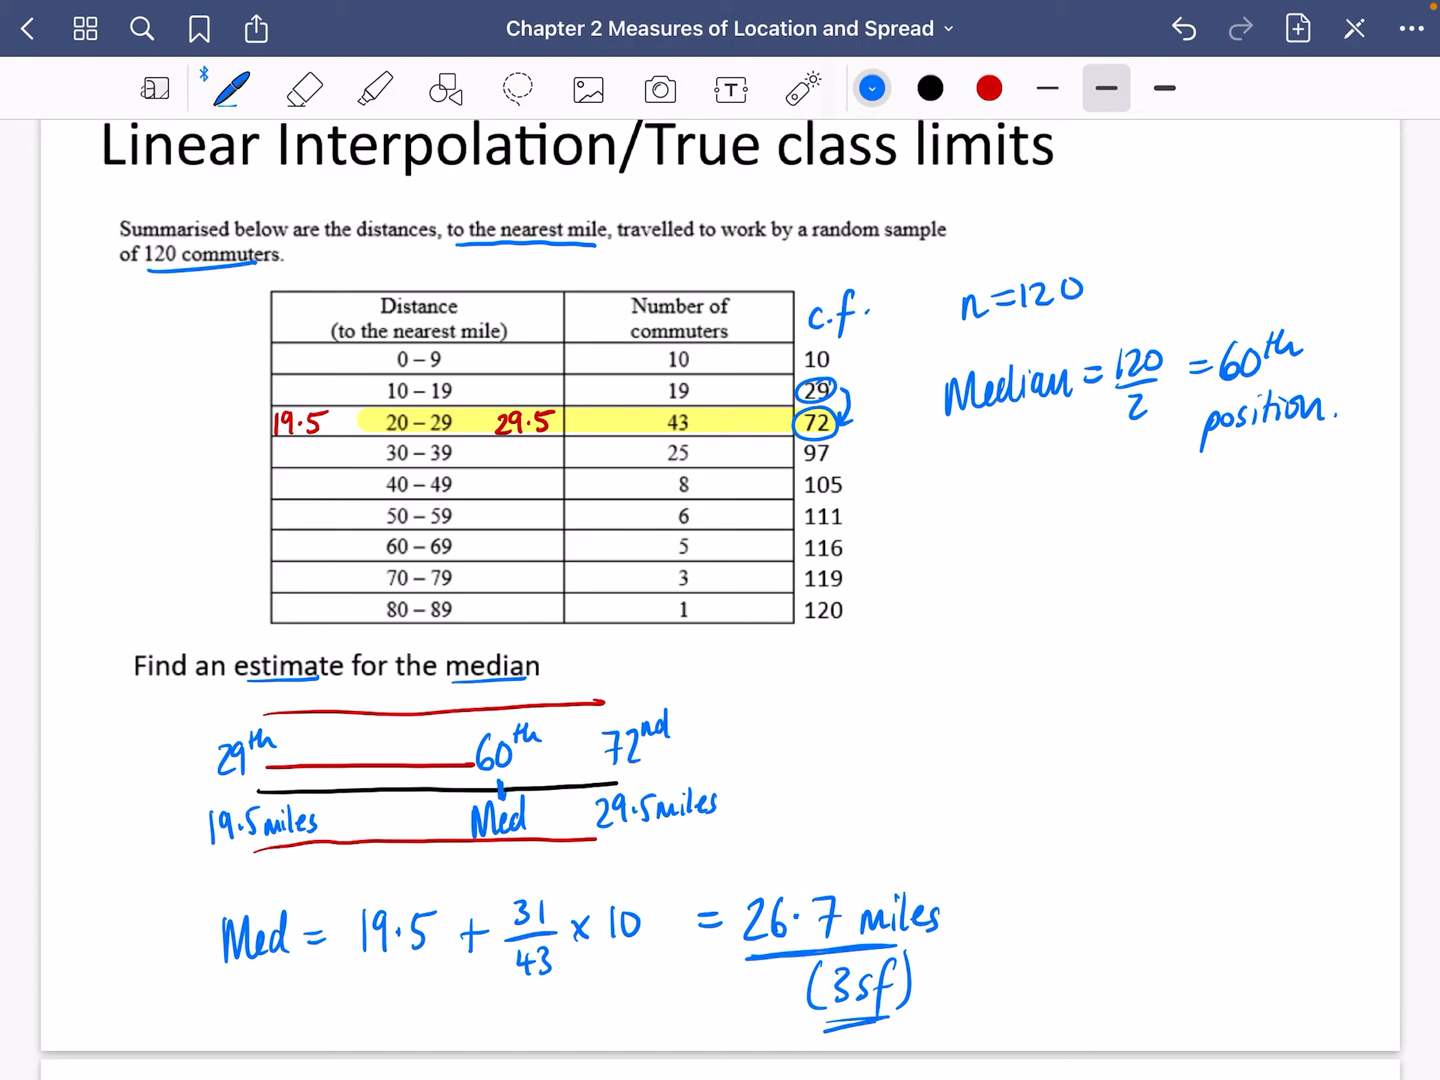 Chapter 2 Measures of Location and Spread
T
Linear Interpolation/True class limits
Summarised below are the distances, to the nearest mile, travelled to work by a random sample
of 120 commuters.
Distance (to the nearest mile) Number of commuters c.f.
0 – 9 10 10
10 – 19 19 29
19.5 20 – 29 29.5 43 72
30 – 39 25 97
40 – 49 8 105
50 – 59 6 111
60 – 69 5 116
70 – 79 3 119
80 – 89 1 120
n = 120
Median = 120/2 = 60th
position.
Find an estimate for the median
29th 60th 72nd
19.5 miles Med 29.5 miles
Med = 19.5 + 31/43 × 10 = 26.7 miles
(3sf)